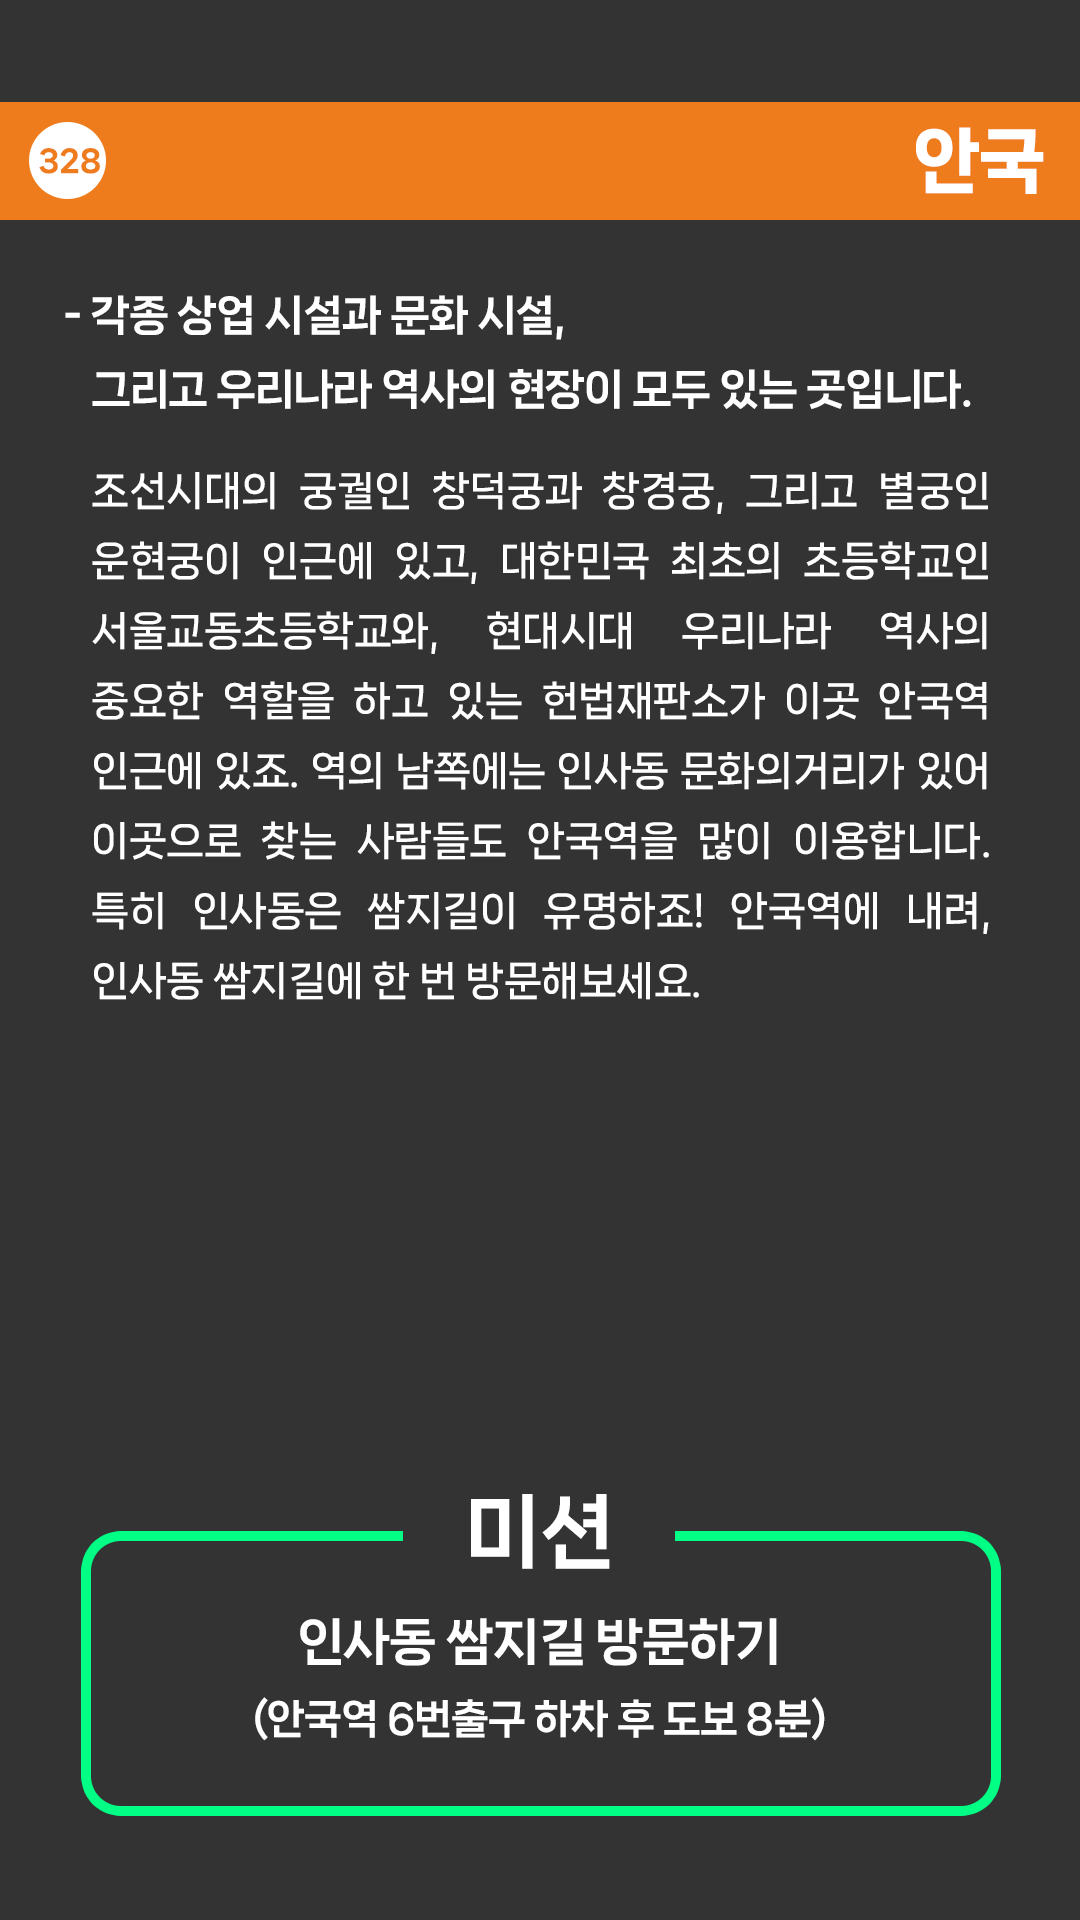 328
안국
- 각종 상업 시설과 문화 시설,
그리고 우리나라 역사의 현장이 모두 있는 곳입니다.
조선시대의 궁궐인 창덕궁과 창경궁, 그리고 별궁인
운현궁이 인근에 있고, 대한민국 최초의 초등학교인
서울교동초등학교와, 현대시대 우리나라 역사의
중요한 역할을 하고 있는 헌법재판소가 이곳 안국역
인근에 있죠. 역의 남쪽에는 인사동 문화의거리가 있어
이곳으로 찾는 사람들도 안국역을 많이 이용합니다.
특히 인사동은 쌈지길이 유명하죠! 안국역에 내려,
인사동 쌈지길에 한 번 방문해보세요.
미션
인사동 쌈지길 방문하기
(안국역 6번출구 하차 후 도보 8분)